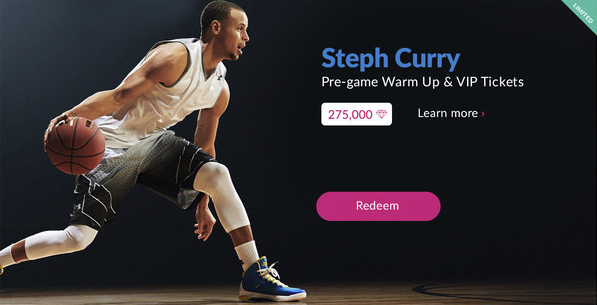 LIMITED
Steph Curry
Pre-game Warm Up & VIP Tickets
275,000
Learn more ›
Redeem